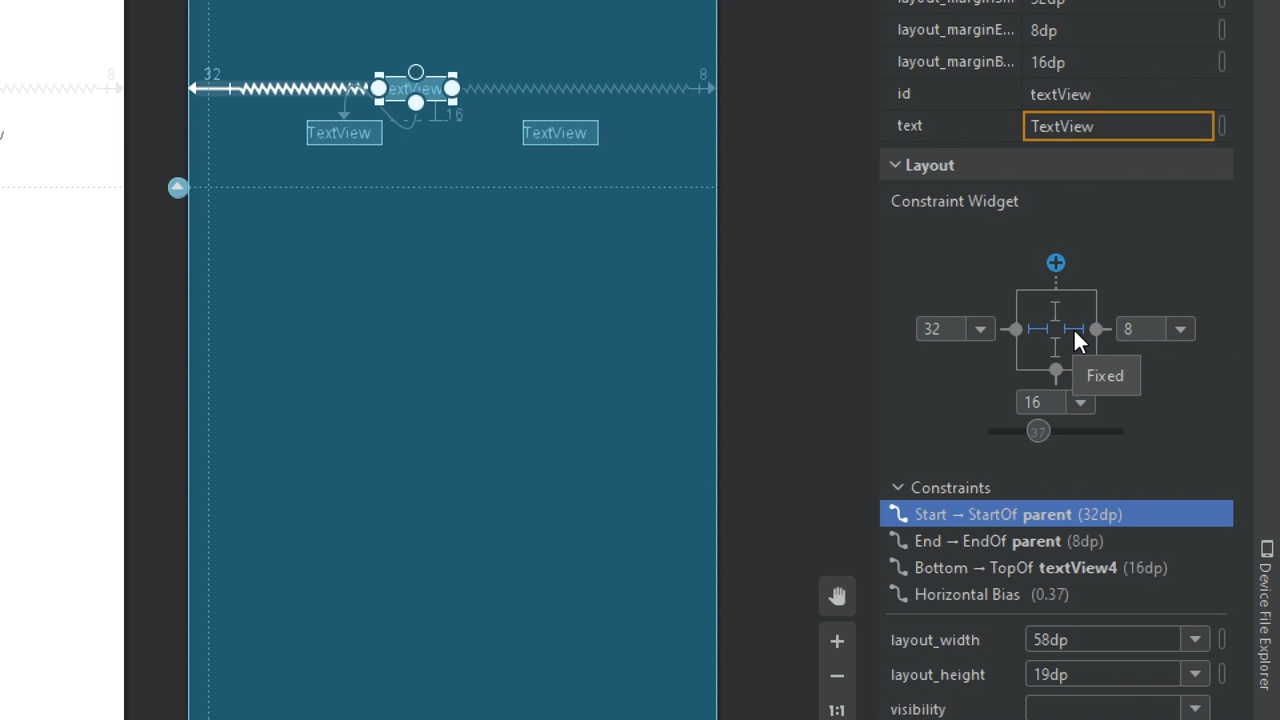 layout_marginE... 8dp
layout_marginB... 16dp
id textView
text TextView
Layout
Constraint Widget
32 8
Fixed
16
37
Constraints
Start → StartOf parent (32dp)
End → EndOf parent (8dp)
Bottom → TopOf textView4 (16dp)
Horizontal Bias (0.37)
layout_width 58dp
layout_height 19dp
visibility
8
32 8
TextView
16
TextView TextView
1:1
Device File Explorer